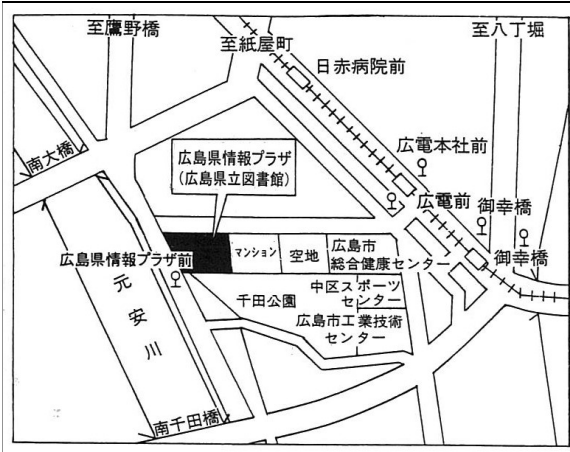 至鷹野橋
至紙屋町
至八丁堀
日赤病院前
南大橋
広島県情報プラザ
(広島県立図書館)
広電本社前
広電前
御幸橋
御幸橋
広島県情報プラザ前
マンション
空地
広島市
総合健康センター
元安川
千田公園
中区スポーツ
センター
広島市工業技術
センター
南千田橋